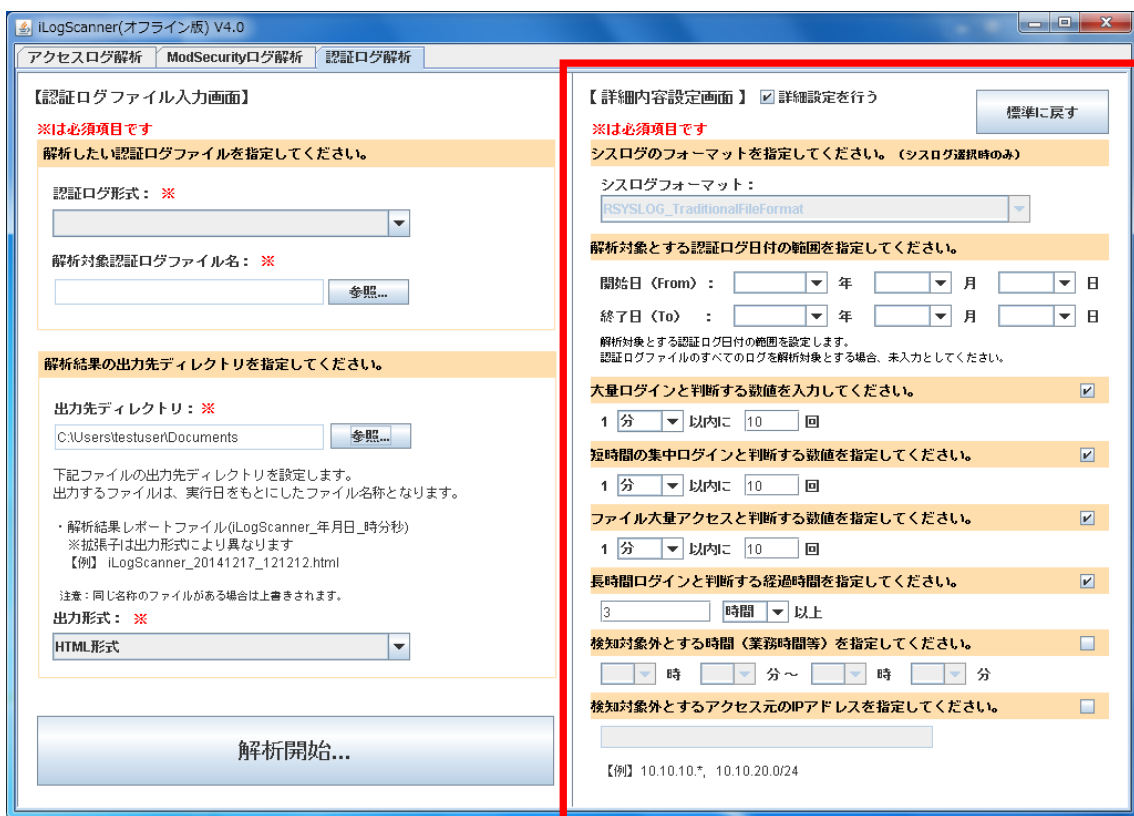 iLogScanner(オフライン版) V4.0
アクセスログ解析 ModSecurityログ解析 認証ログ解析
【認証ログファイル入力画面】
※は必須項目です
解析したい認証ログファイルを指定してください。
認証ログ形式： ※
解析対象認証ログファイル名： ※
参照...
解析結果の出力先ディレクトリを指定してください。
出力先ディレクトリ：※
C:\Users\testuser\Documents 参照...
下記ファイルの出力先ディレクトリを設定します。
出力するファイルは、実行日をもとにしたファイル名称となります。
・解析結果レポートファイル(iLogScanner_年月日_時分秒)
※拡張子は出力形式により異なります
【例】 iLogScanner_20141217_121212.html
注意：同じ名称のファイルがある場合は上書きされます。
出力形式： ※
HTML形式
解析開始...
【 詳細内容設定画面 】 詳細設定を行う
標準に戻す
※は必須項目です
シスログのフォーマットを指定してください。（シスログ選択時のみ）
シスログフォーマット：
RSYSLOG_TraditionalFileFormat
解析対象とする認証ログ日付の範囲を指定してください。
開始日（From）： 年 月 日
終了日（To） ： 年 月 日
解析対象とする認証ログ日付の範囲を設定します。
認証ログファイルのすべてのログを解析対象とする場合、未入力としてください。
大量ログインと判断する数値を入力してください。
1 分 以内に 10 回
短時間の集中ログインと判断する数値を指定してください。
1 分 以内に 10 回
ファイル大量アクセスと判断する数値を指定してください。
1 分 以内に 10 回
長時間ログインと判断する経過時間を指定してください。
3 時間 以上
検知対象外とする時間（業務時間等）を指定してください。
時 分～ 時 分
検知対象外とするアクセス元のIPアドレスを指定してください。
【例】10.10.10.*, 10.10.20.0/24